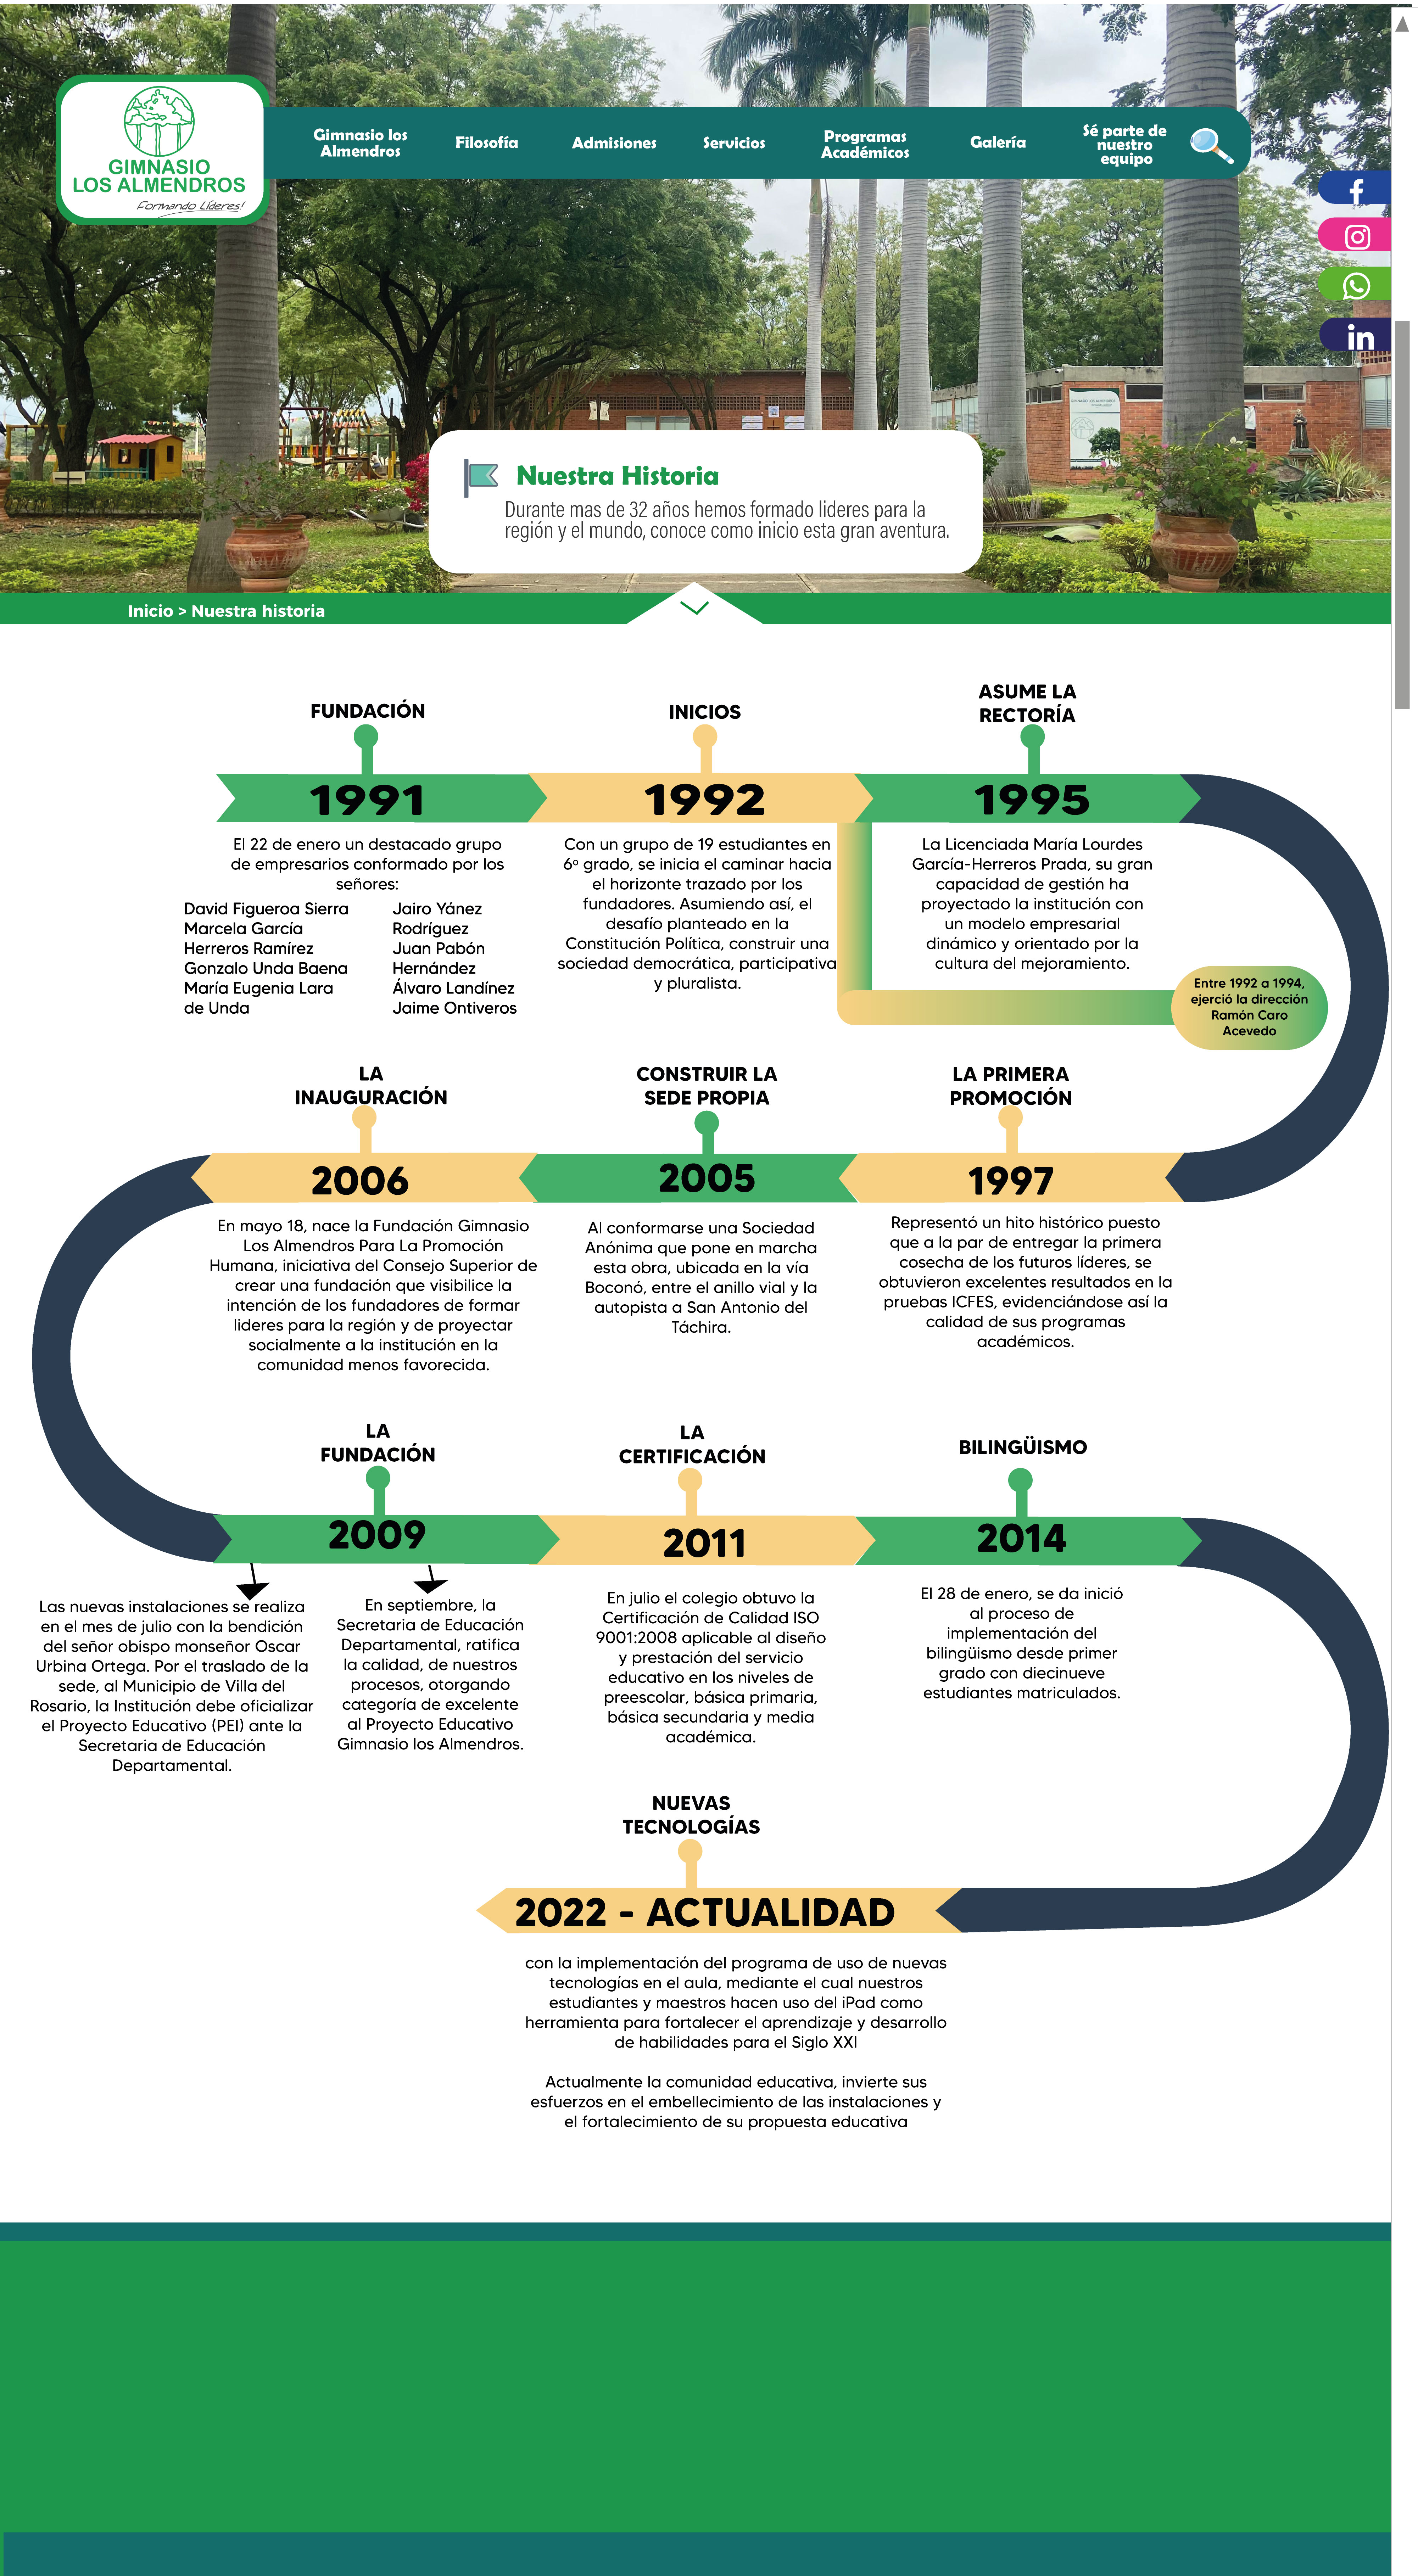 GIMNASIO
LOS ALMENDROS
Formando Líderes!
Gimnasio los
Almendros
Filosofía
Admisiones
Servicios
Programas
Académicos
Galería
Sé parte de
nuestro
equipo
f
in
Nuestra Historia
Durante mas de 32 años hemos formado lideres para la
región y el mundo, conoce como inicio esta gran aventura.
Inicio > Nuestra historia
FUNDACIÓN
1991
El 22 de enero un destacado grupo
de empresarios conformado por los
señores:
David Figueroa Sierra
Marcela García
Herreros Ramírez
Gonzalo Unda Baena
María Eugenia Lara
de Unda
Jairo Yánez
Rodríguez
Juan Pabón
Hernández
Álvaro Landínez
Jaime Ontiveros
INICIOS
1992
Con un grupo de 19 estudiantes en
6º grado, se inicia el caminar hacia
el horizonte trazado por los
fundadores. Asumiendo así, el
desafío planteado en la
Constitución Política, construir una
sociedad democrática, participativa
y pluralista.
ASUME LA
RECTORÍA
1995
La Licenciada María Lourdes
García-Herreros Prada, su gran
capacidad de gestión ha
proyectado la institución con
un modelo empresarial
dinámico y orientado por la
cultura del mejoramiento.
Entre 1992 a 1994,
ejerció la dirección
Ramón Caro
Acevedo
LA
INAUGURACIÓN
2006
En mayo 18, nace la Fundación Gimnasio
Los Almendros Para La Promoción
Humana, iniciativa del Consejo Superior de
crear una fundación que visibilice la
intención de los fundadores de formar
lideres para la región y de proyectar
socialmente a la institución en la
comunidad menos favorecida.
CONSTRUIR LA
SEDE PROPIA
2005
Al conformarse una Sociedad
Anónima que pone en marcha
esta obra, ubicada en la vía
Boconó, entre el anillo vial y la
autopista a San Antonio del
Táchira.
LA PRIMERA
PROMOCIÓN
1997
Representó un hito histórico puesto
que a la par de entregar la primera
cosecha de los futuros líderes, se
obtuvieron excelentes resultados en la
pruebas ICFES, evidenciándose así la
calidad de sus programas
académicos.
LA
FUNDACIÓN
2009
Las nuevas instalaciones se realiza
en el mes de julio con la bendición
del señor obispo monseñor Oscar
Urbina Ortega. Por el traslado de la
sede, al Municipio de Villa del
Rosario, la Institución debe oficializar
el Proyecto Educativo (PEI) ante la
Secretaria de Educación
Departamental.
En septiembre, la
Secretaria de Educación
Departamental, ratifica
la calidad, de nuestros
procesos, otorgando
categoría de excelente
al Proyecto Educativo
Gimnasio los Almendros.
LA
CERTIFICACIÓN
2011
En julio el colegio obtuvo la
Certificación de Calidad ISO
9001:2008 aplicable al diseño
y prestación del servicio
educativo en los niveles de
preescolar, básica primaria,
básica secundaria y media
académica.
BILINGÜISMO
2014
El 28 de enero, se da inició
al proceso de
implementación del
bilingüismo desde primer
grado con diecinueve
estudiantes matriculados.
NUEVAS
TECNOLOGÍAS
2022 - ACTUALIDAD
con la implementación del programa de uso de nuevas
tecnologías en el aula, mediante el cual nuestros
estudiantes y maestros hacen uso del iPad como
herramienta para fortalecer el aprendizaje y desarrollo
de habilidades para el Siglo XXI
Actualmente la comunidad educativa, invierte sus
esfuerzos en el embellecimiento de las instalaciones y
el fortalecimiento de su propuesta educativa